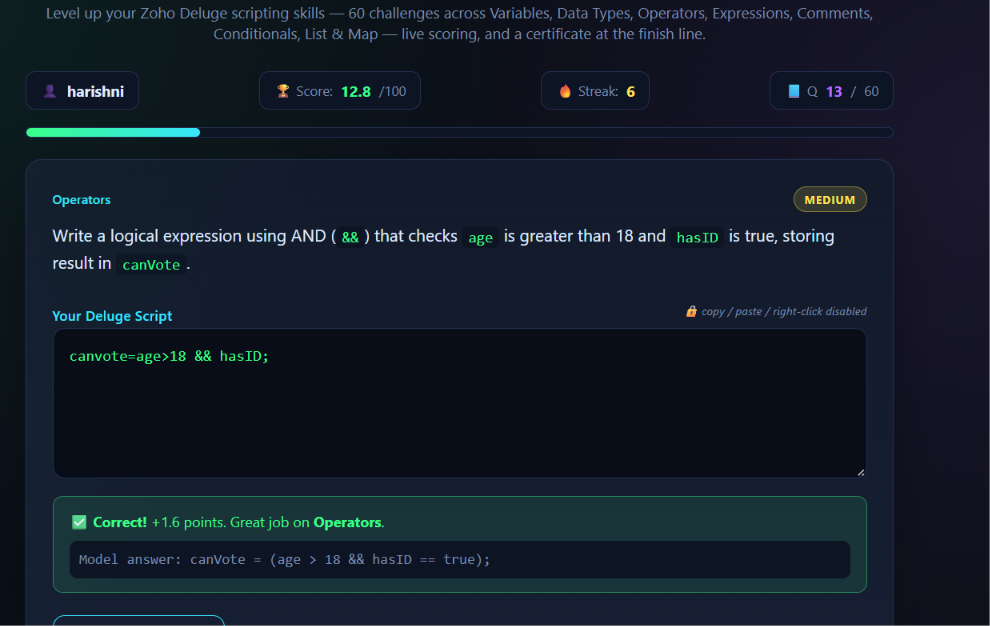 Level up your Zoho Deluge scripting skills — 60 challenges across Variables, Data Types, Operators, Expressions, Comments,
Conditionals, List & Map — live scoring, and a certificate at the finish line.
harishni
Score: 12.8 /100
Streak: 6
Q 13 / 60
Operators
MEDIUM
Write a logical expression using AND ( && ) that checks age is greater than 18 and hasID is true, storing
result in canVote .
Your Deluge Script
copy / paste / right-click disabled
canvote=age>18 && hasID;
Correct! +1.6 points. Great job on Operators.
Model answer: canVote = (age > 18 && hasID == true);